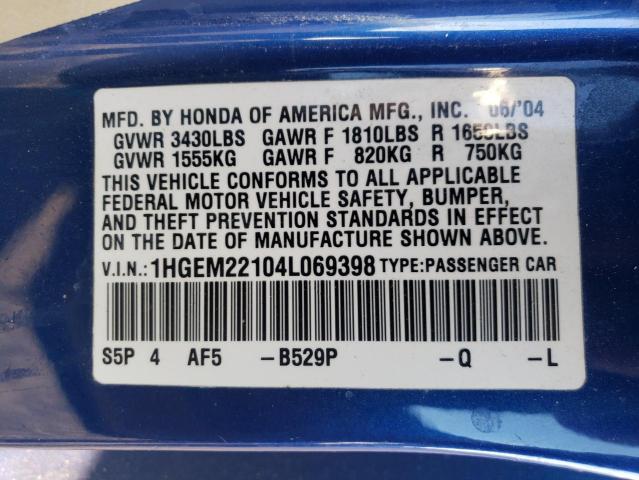 MFD. BY HONDA OF AMERICA MFG., INC. 06/'04
GVWR 3430LBS GAWR F 1810LBS R 1650LBS
GVWR 1555KG GAWR F 820KG R 750KG
THIS VEHICLE CONFORMS TO ALL APPLICABLE
FEDERAL MOTOR VEHICLE SAFETY, BUMPER,
AND THEFT PREVENTION STANDARDS IN EFFECT
ON THE DATE OF MANUFACTURE SHOWN ABOVE.
V.I.N.: 1HGEM22104L069398 TYPE:PASSENGER CAR
S5P 4 AF5 -B529P -Q -L